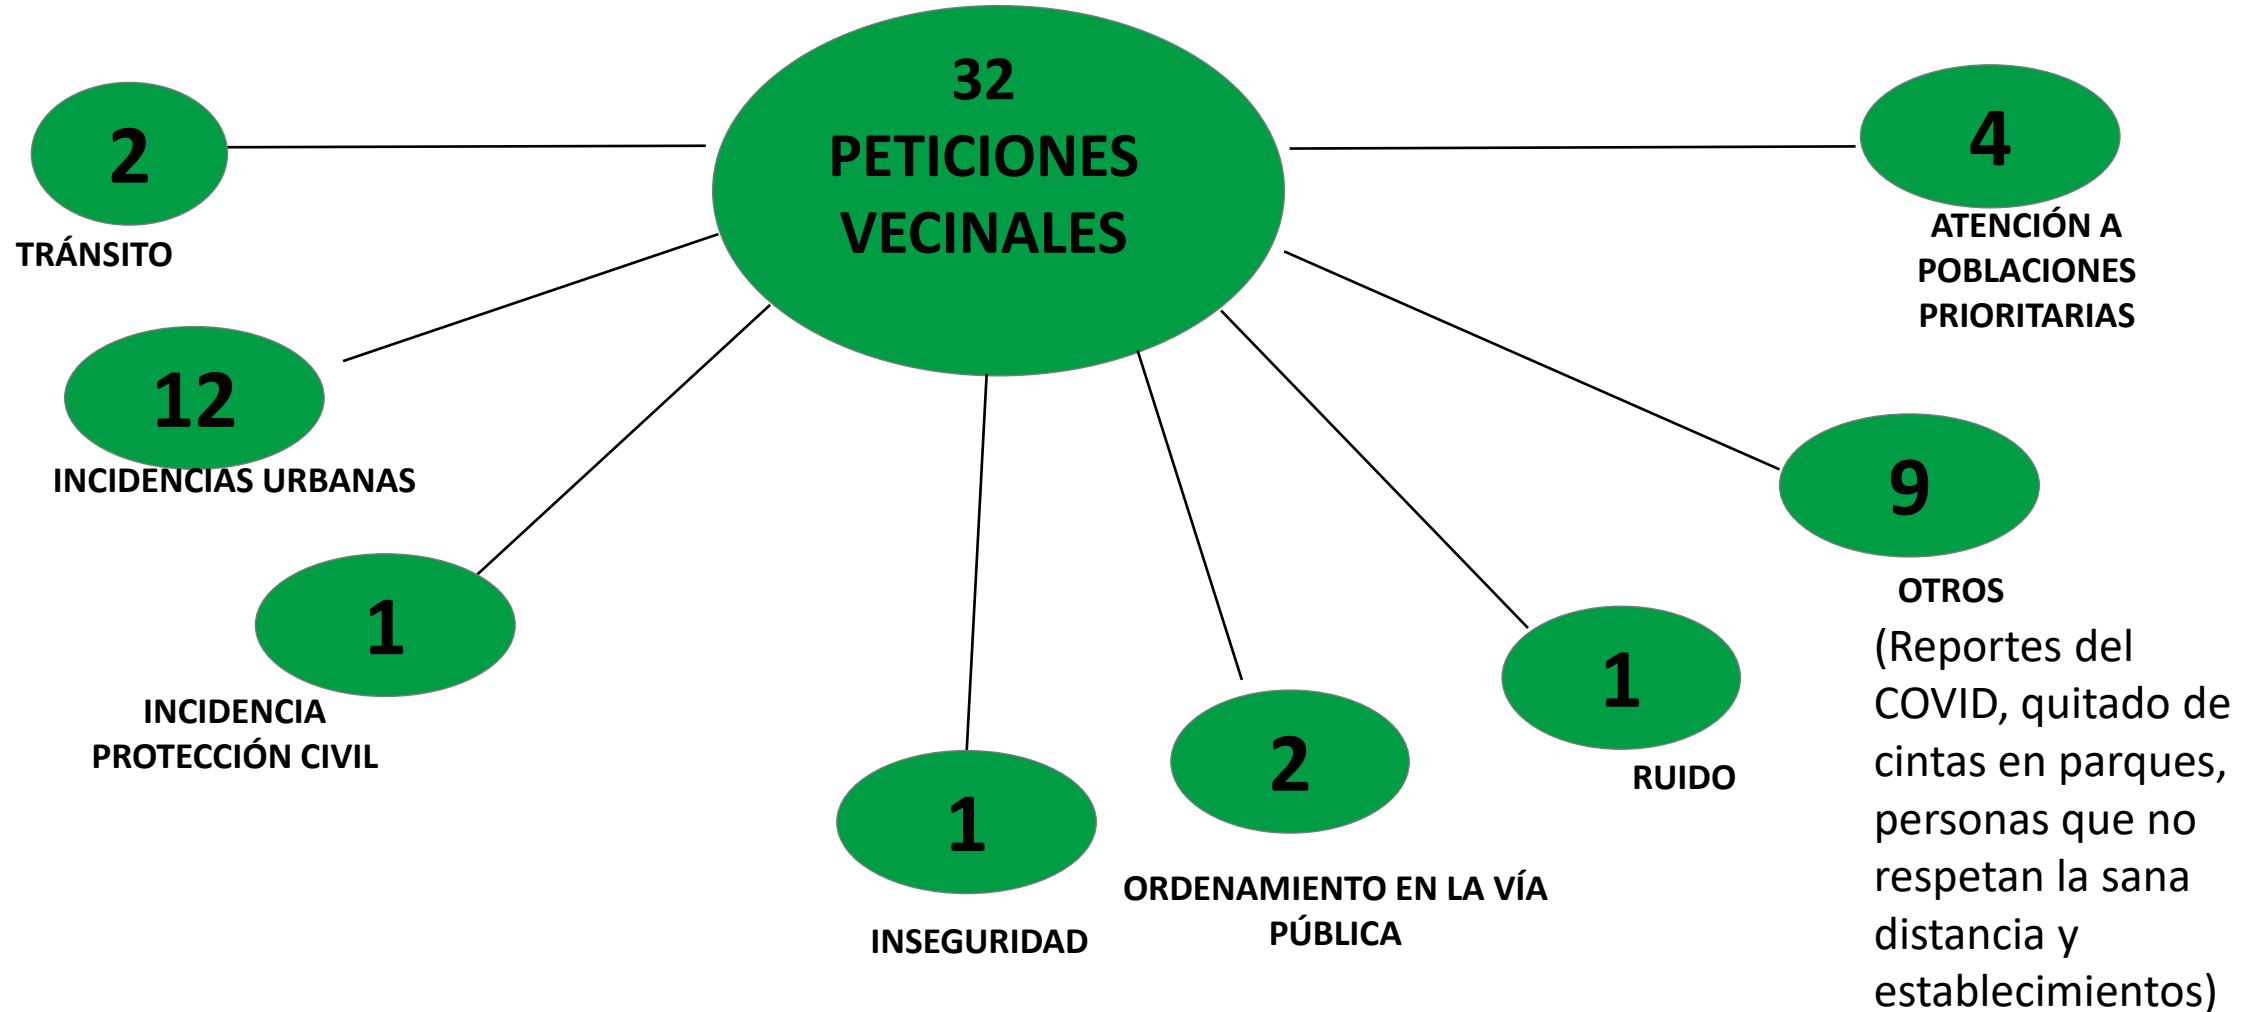 32
PETICIONES
VECINALES
2
TRÁNSITO
12
INCIDENCIAS URBANAS
1
INCIDENCIA
PROTECCIÓN CIVIL
1
INSEGURIDAD
2
ORDENAMIENTO EN LA VÍA
PÚBLICA
1
RUIDO
9
OTROS
(Reportes del
COVID, quitado de
cintas en parques,
personas que no
respetan la sana
distancia y
establecimientos)
4
ATENCIÓN A
POBLACIONES
PRIORITARIAS